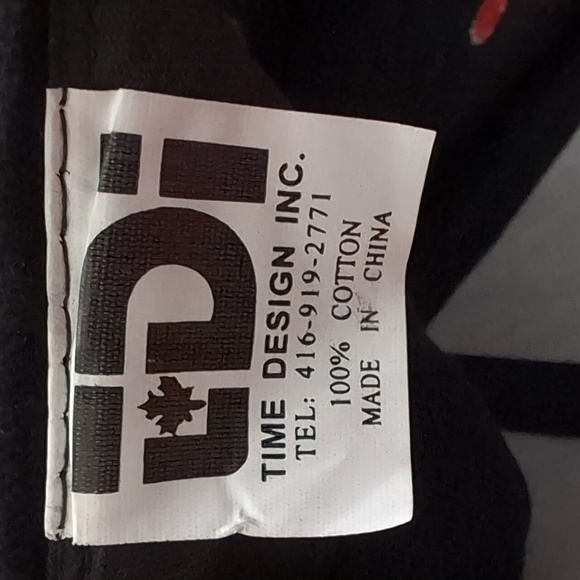 TDi
TIME DESIGN INC.
TEL: 416-919-2771
100% COTTON
MADE IN CHINA